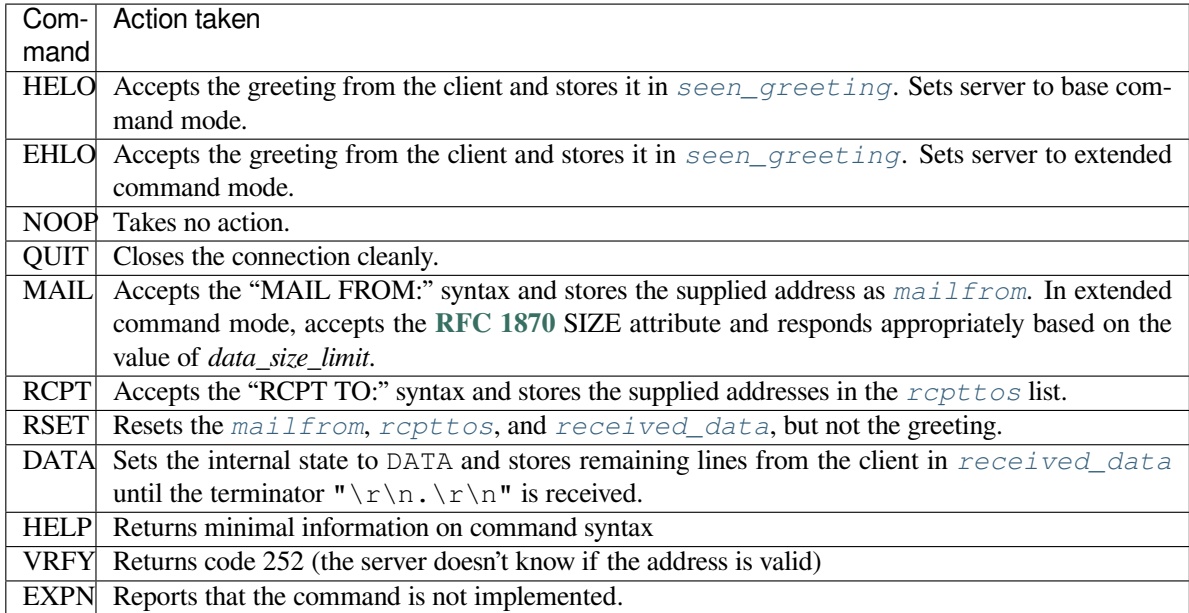 Com- Action taken
mand
HELO Accepts the greeting from the client and stores it in seen_greeting. Sets server to base com-
mand mode.
EHLO Accepts the greeting from the client and stores it in seen_greeting. Sets server to extended
command mode.
NOOP Takes no action.
QUIT Closes the connection cleanly.
MAIL Accepts the “MAIL FROM:” syntax and stores the supplied address as mailfrom. In extended
command mode, accepts the RFC 1870 SIZE attribute and responds appropriately based on the
value of data_size_limit.
RCPT Accepts the “RCPT TO:” syntax and stores the supplied addresses in the rcpttos list.
RSET Resets the mailfrom, rcpttos, and received_data, but not the greeting.
DATA Sets the internal state to DATA and stores remaining lines from the client in received_data
until the terminator "\r\n.\r\n" is received.
HELP Returns minimal information on command syntax
VRFY Returns code 252 (the server doesn’t know if the address is valid)
EXPN Reports that the command is not implemented.